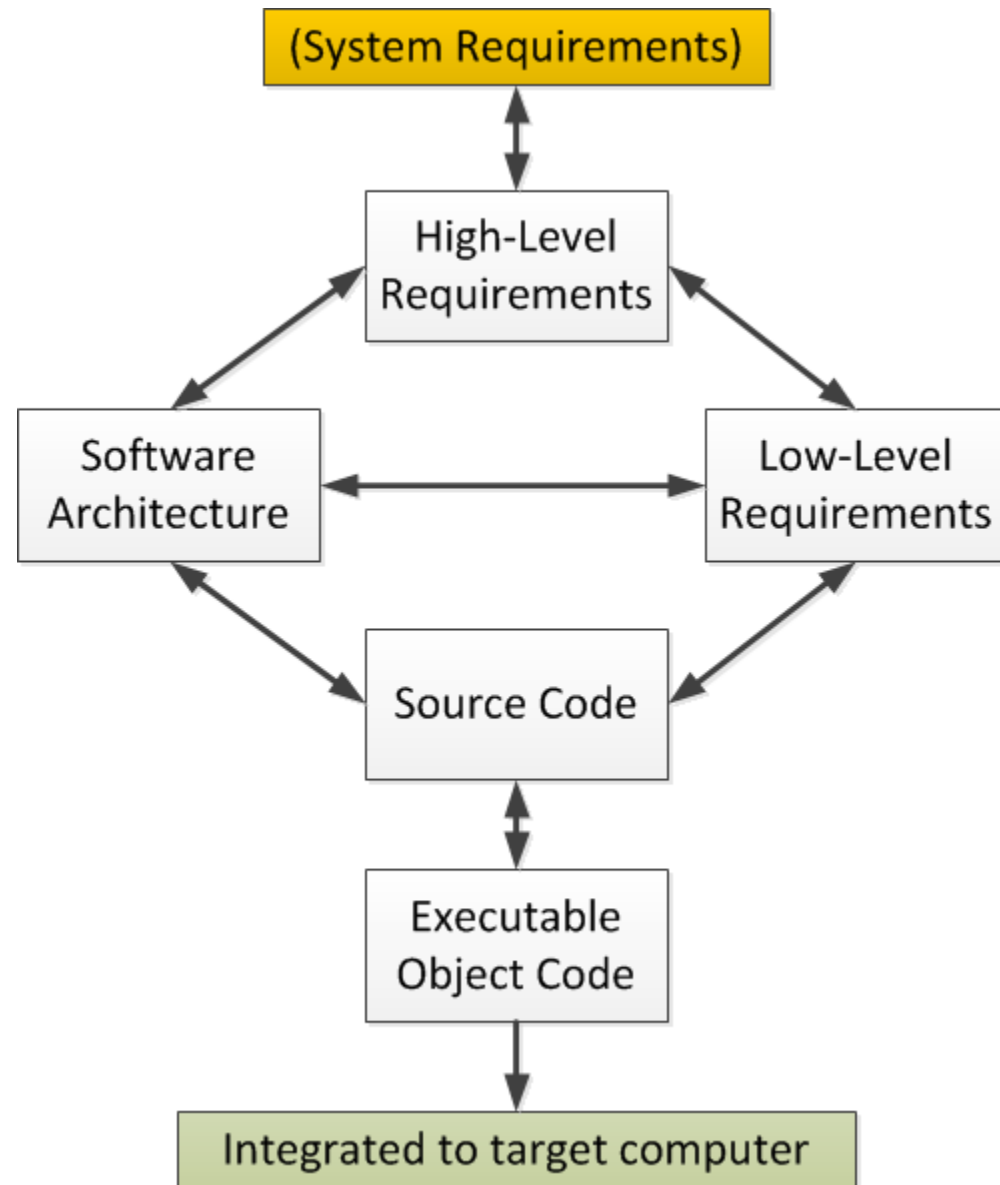 (System Requirements)
High-Level
Requirements
Software
Architecture
Low-Level
Requirements
Source Code
Executable
Object Code
Integrated to target computer